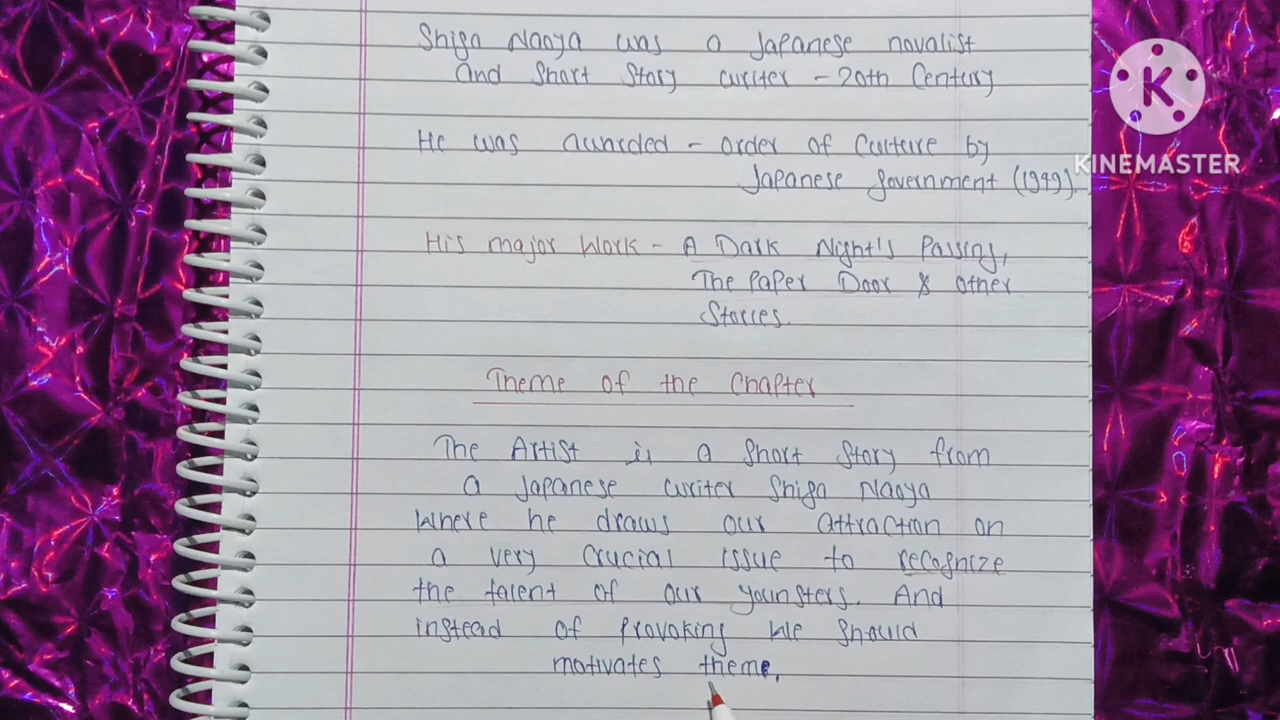 Shiga Naoya was a Japanese novalist
and Short Story writer - 20th Century
He was awarded - order of Culture by
Japanese Government (1949).
His major work - A Dark Night's Passing,
The Paper Door & other
Stories.
Theme of the Chapter
The Artist is a Short Story from
a Japanese writer Shiga Naoya
Where he draws our attraction on
a very crucial issue to recognize
the talent of our younsters. And
instead of Provoking we should
motivates theme.
K
KINEMASTER